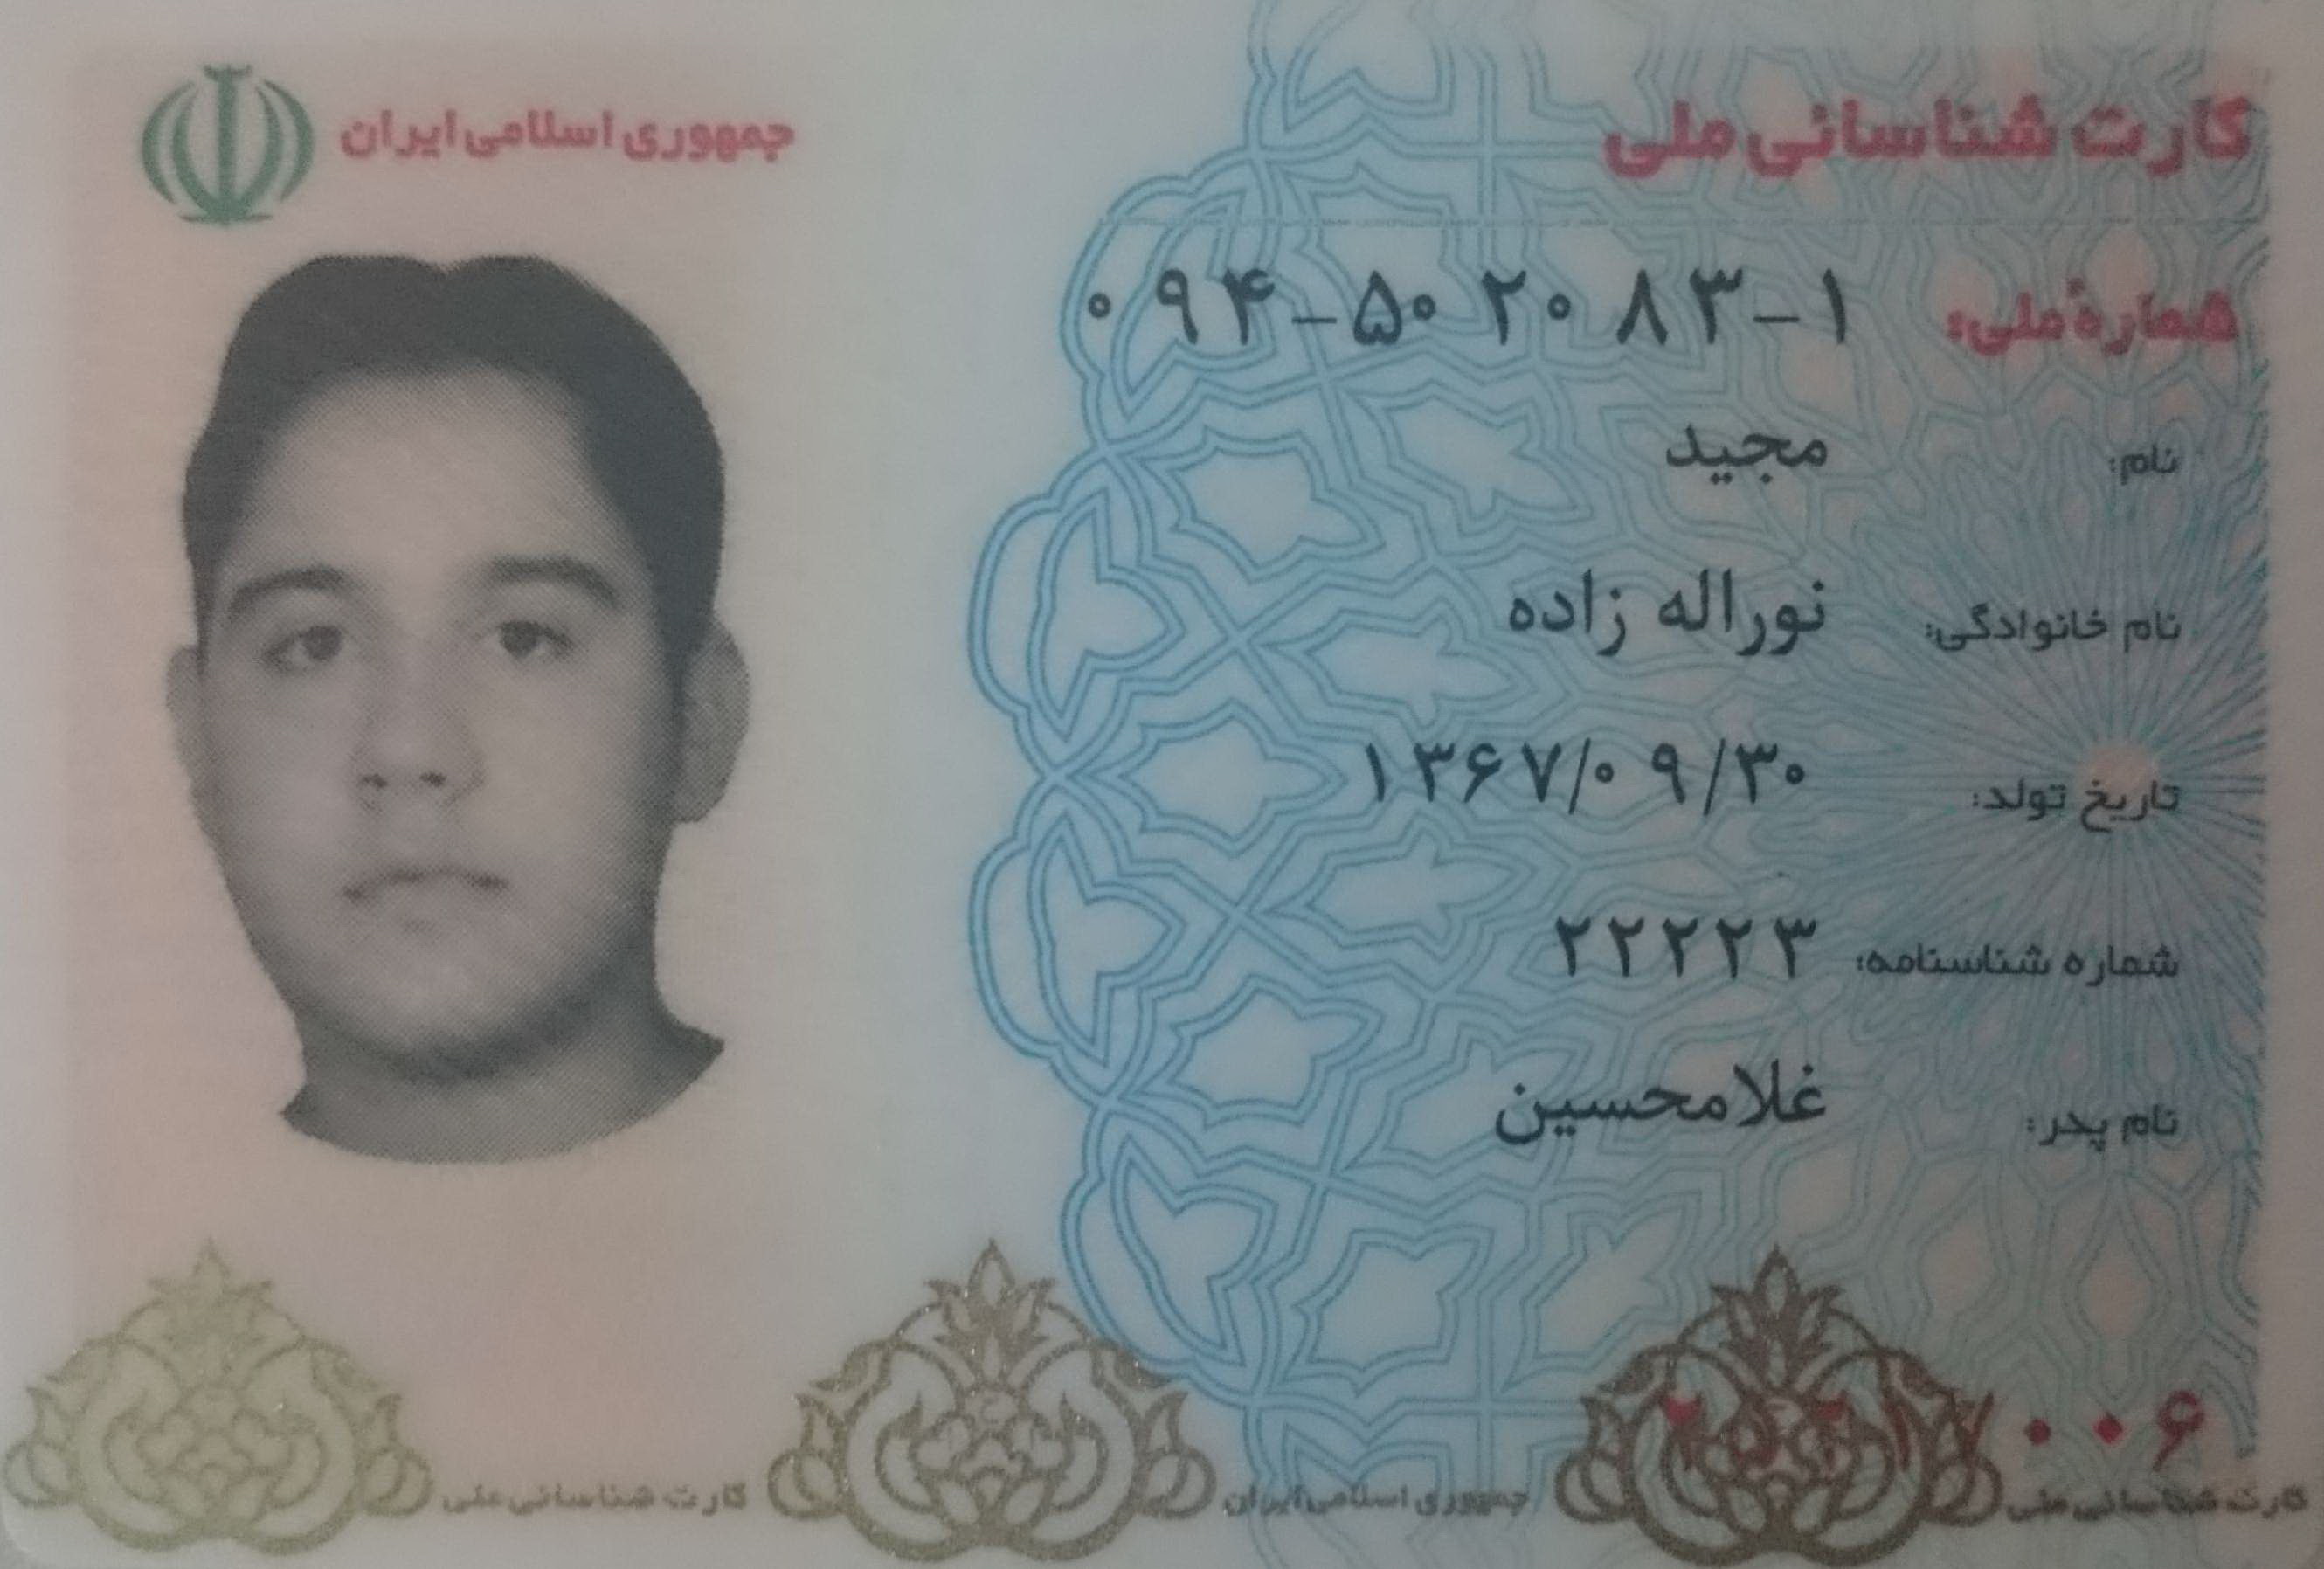 جمهوری اسلامی ایران
کارت شناسائی ملی
شمارهٔ ملی: ۰۹۴-۵۰۲۰۸۳-۱
نام: مجید
نام خانوادگی: نوراله زاده
تاریخ تولد: ۱۳۶۷/۰۹/۳۰
شماره شناسنامه: ۲۲۲۲۳
نام پدر: غلامحسین
۰۰۶
کارت شناسائی ملی جمهوری اسلامی ایران کارت شناسائی ملی